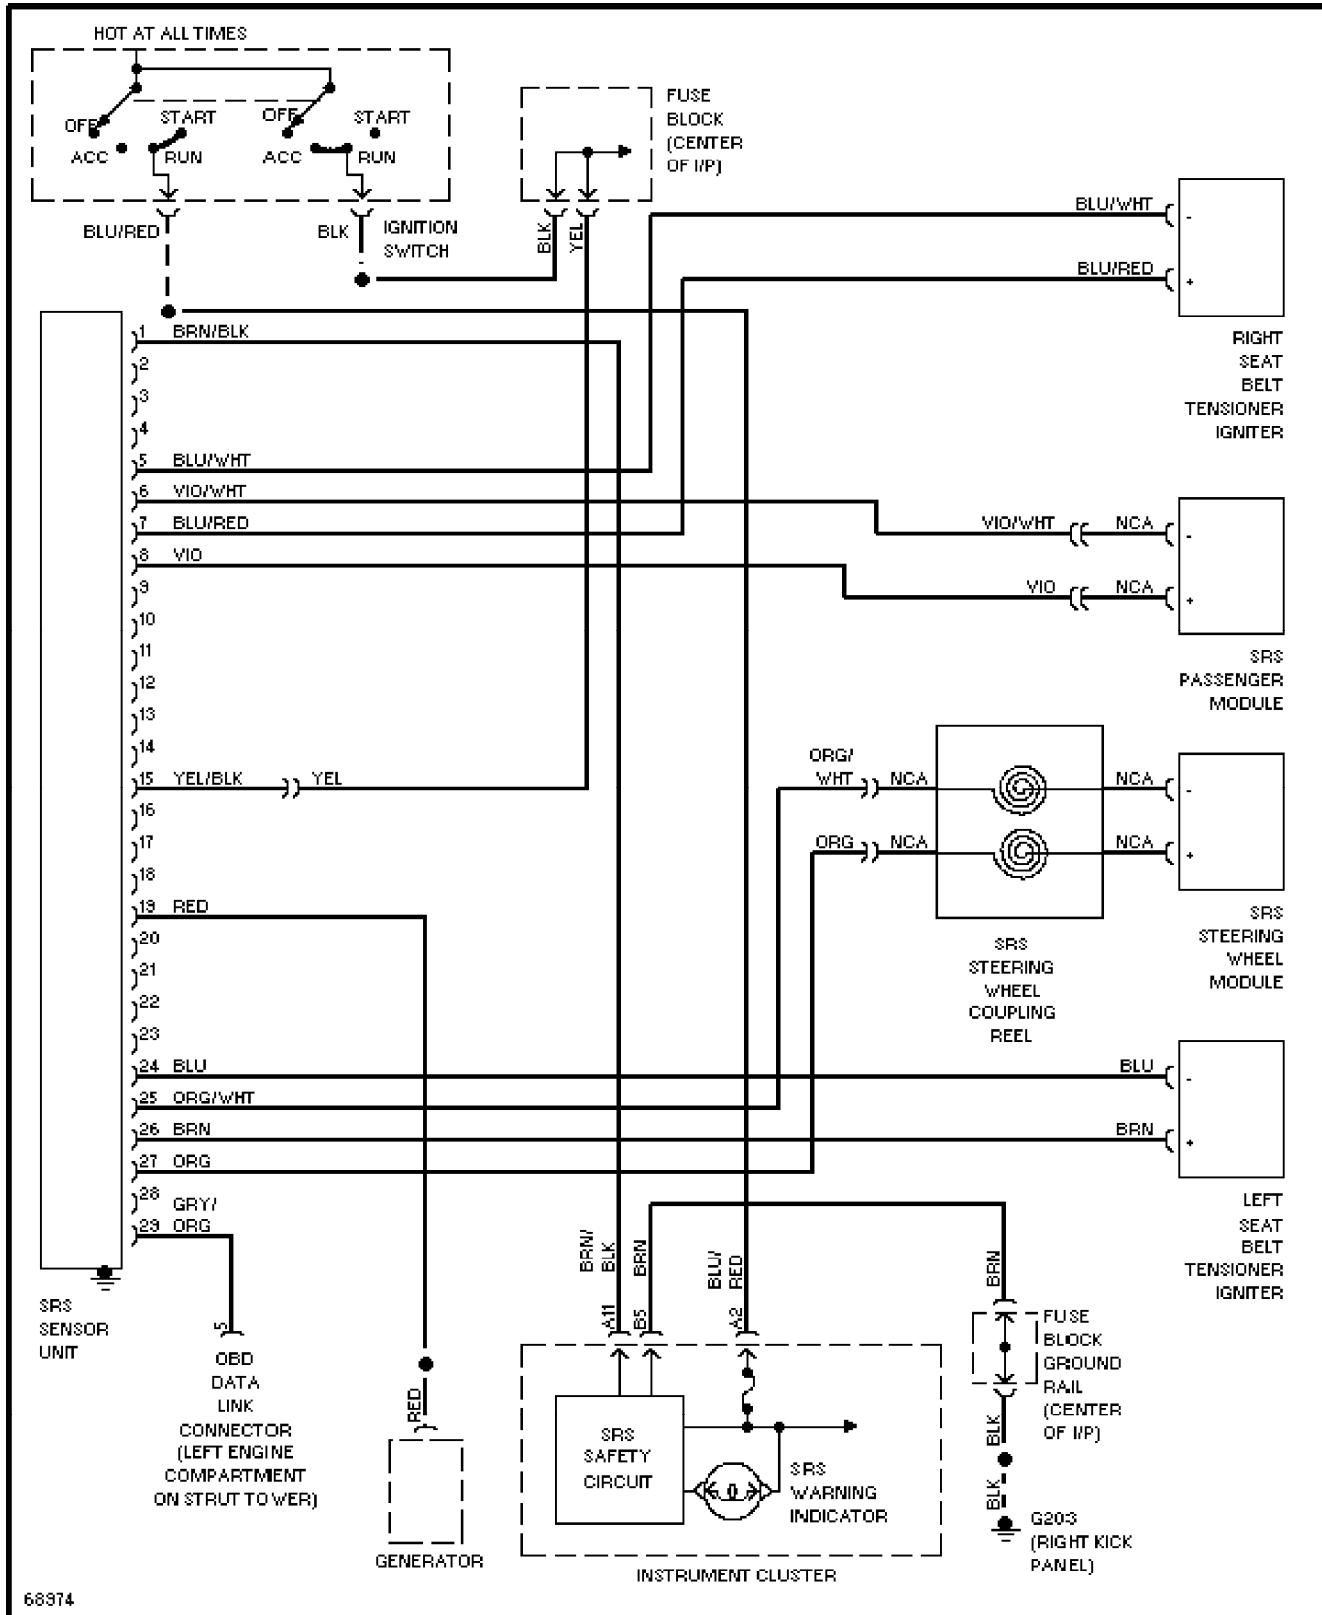 HOT AT ALL TIMES
OFF
START
ACC
RUN
OFF
START
ACC
RUN
BLU/RED
BLK
IGNITION
SWITCH
FUSE
BLOCK
(CENTER
OF I/P)
BLK
YEL
BLU/WHT
-
BLU/RED
+
RIGHT
SEAT
BELT
TENSIONER
IGNITER
1 BRN/BLK
2
3
4
5 BLU/WHT
6 VIO/WHT
7 BLU/RED
8 VIO
9
10
11
12
13
14
15 YEL/BLK YEL
16
17
18
19 RED
20
21
22
23
24 BLU
25 ORG/WHT
26 BRN
27 ORG
28 GRY/
29 ORG
VIO/WHT NCA -
VIO NCA +
SRS
PASSENGER
MODULE
ORG/
WHT NCA NCA -
ORG NCA NCA +
SRS
STEERING
WHEEL
COUPLING
REEL
SRS
STEERING
WHEEL
MODULE
BLU -
BRN +
LEFT
SEAT
BELT
TENSIONER
IGNITER
SRS
SENSOR
UNIT
5
OBD
DATA
LINK
CONNECTOR
(LEFT ENGINE
COMPARTMENT
ON STRUT TOWER)
RED
GENERATOR
BRN/
BLK
BRN
BLU/
RED
A11
B5
A2
SRS
SAFETY
CIRCUIT
SRS
WARNING
INDICATOR
INSTRUMENT CLUSTER
BRN
FUSE
BLOCK
GROUND
RAIL
(CENTER
OF I/P)
BLK
BLK
G203
(RIGHT KICK
PANEL)
68974